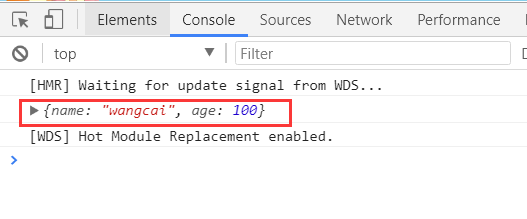 Elements Console Sources Network Performance
top Filter
[HMR] Waiting for update signal from WDS...
{name: "wangcai", age: 100}
[WDS] Hot Module Replacement enabled.